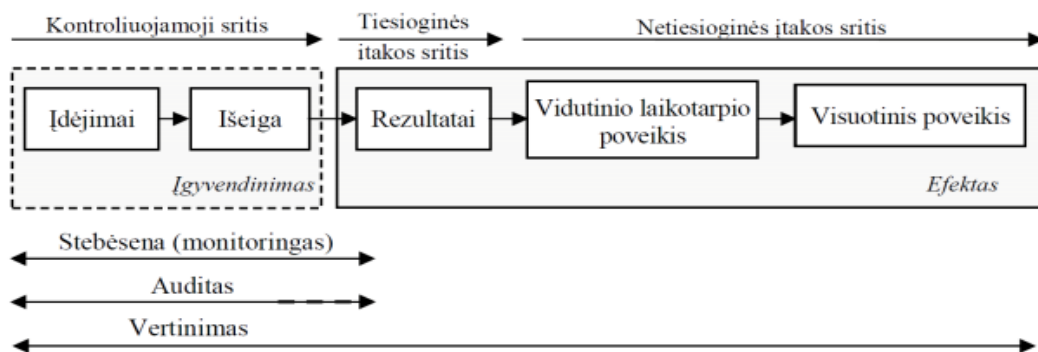 Kontroliuojamoji sritis
Tiesioginės
įtakos sritis
Netiesioginės įtakos sritis
Įdėjimai
Išeiga
Rezultatai
Vidutinio laikotarpio
poveikis
Visuotinis poveikis
Įgyvendinimas
Efektas
Stebėsena (monitoringas)
Auditas
Vertinimas